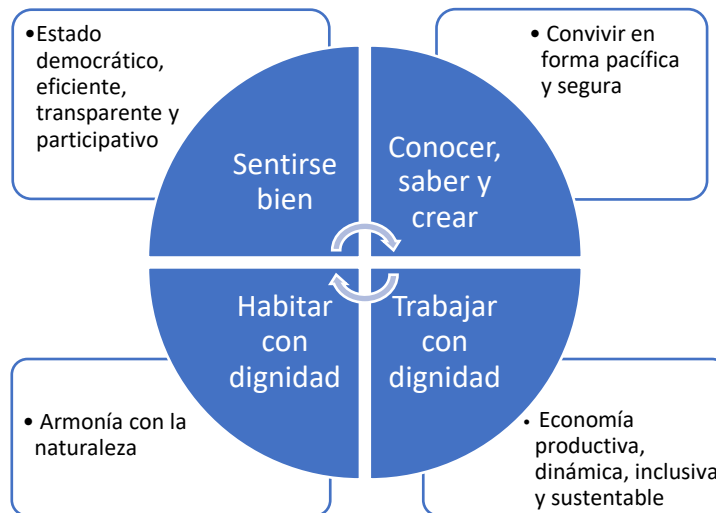 •Estado
democrático,
eficiente,
transparente y
participativo
• Convivir en
forma pacífica
y segura
Sentirse
bien
Conocer,
saber y
crear
Habitar
con
dignidad
Trabajar
con
dignidad
• Armonía con la
naturaleza
• Economía
productiva,
dinámica, inclusiva
y sustentable